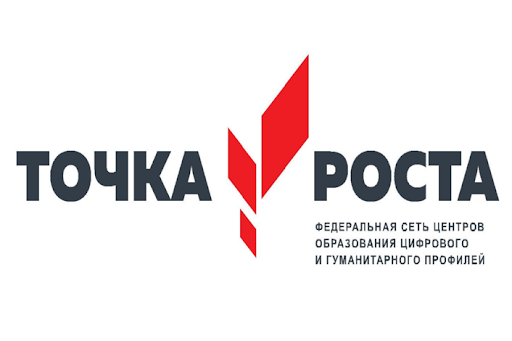 ТОЧКА РОСТА
ФЕДЕРАЛЬНАЯ СЕТЬ ЦЕНТРОВ
ОБРАЗОВАНИЯ ЦИФРОВОГО
И ГУМАНИТАРНОГО ПРОФИЛЕЙ